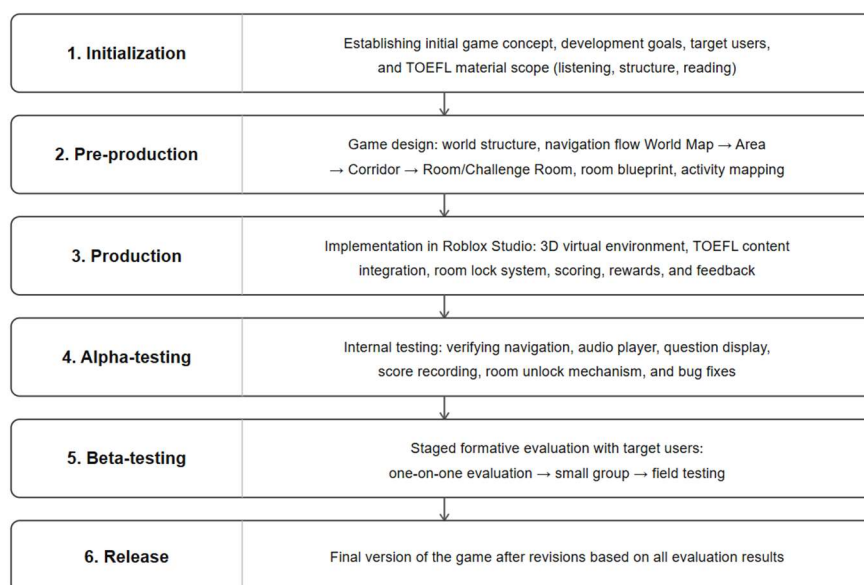 1. Initialization
Establishing initial game concept, development goals, target users,
and TOEFL material scope (listening, structure, reading)
2. Pre-production
Game design: world structure, navigation flow World Map → Area
→ Corridor → Room/Challenge Room, room blueprint, activity mapping
3. Production
Implementation in Roblox Studio: 3D virtual environment, TOEFL content
integration, room lock system, scoring, rewards, and feedback
4. Alpha-testing
Internal testing: verifying navigation, audio player, question display,
score recording, room unlock mechanism, and bug fixes
5. Beta-testing
Staged formative evaluation with target users:
one-on-one evaluation → small group → field testing
6. Release
Final version of the game after revisions based on all evaluation results